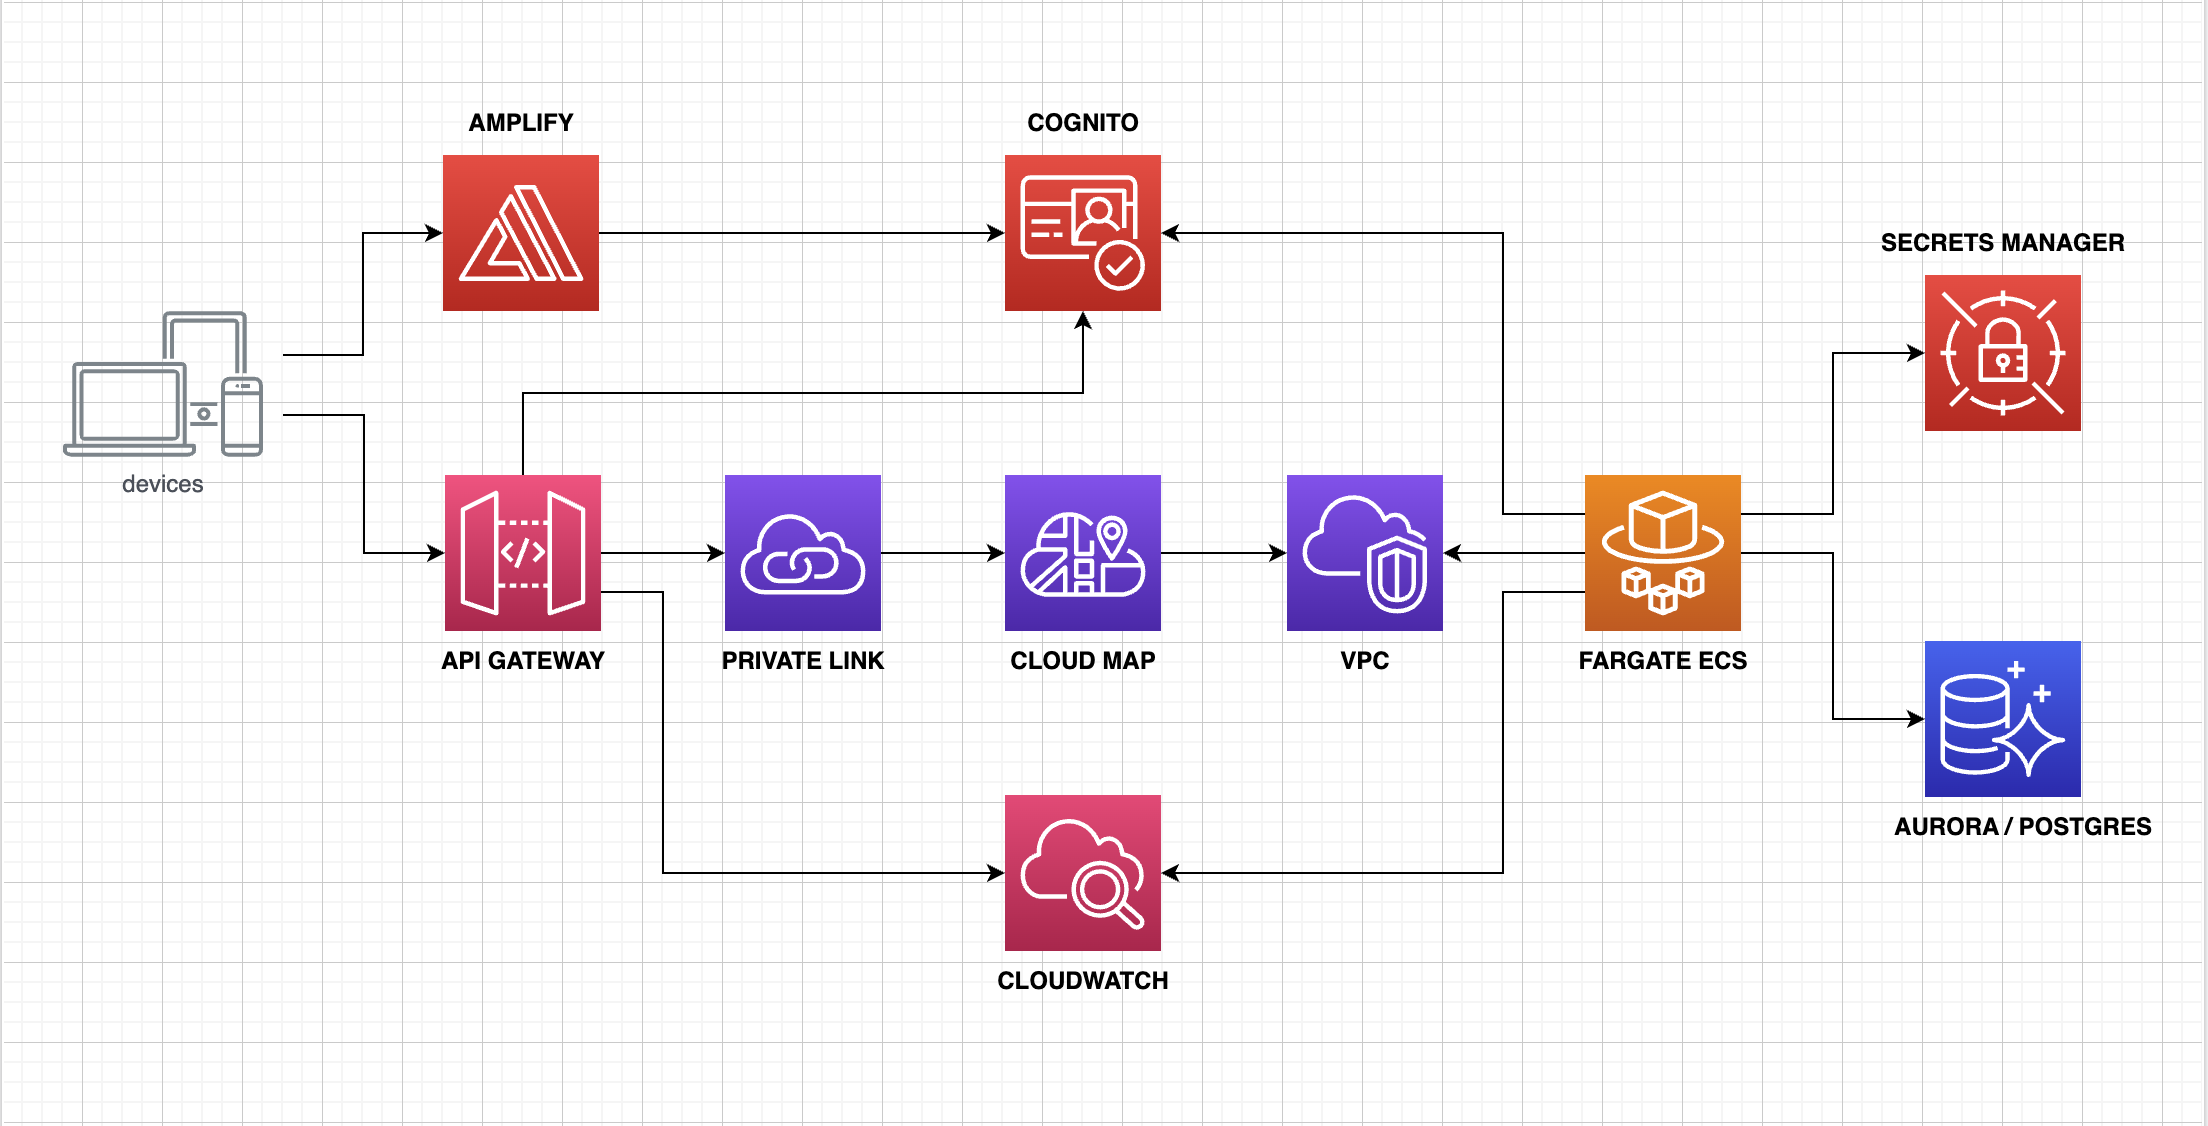 AMPLIFY
COGNITO
SECRETS MANAGER
devices
</>
API GATEWAY
PRIVATE LINK
CLOUD MAP
VPC
FARGATE ECS
AURORA / POSTGRES
CLOUDWATCH